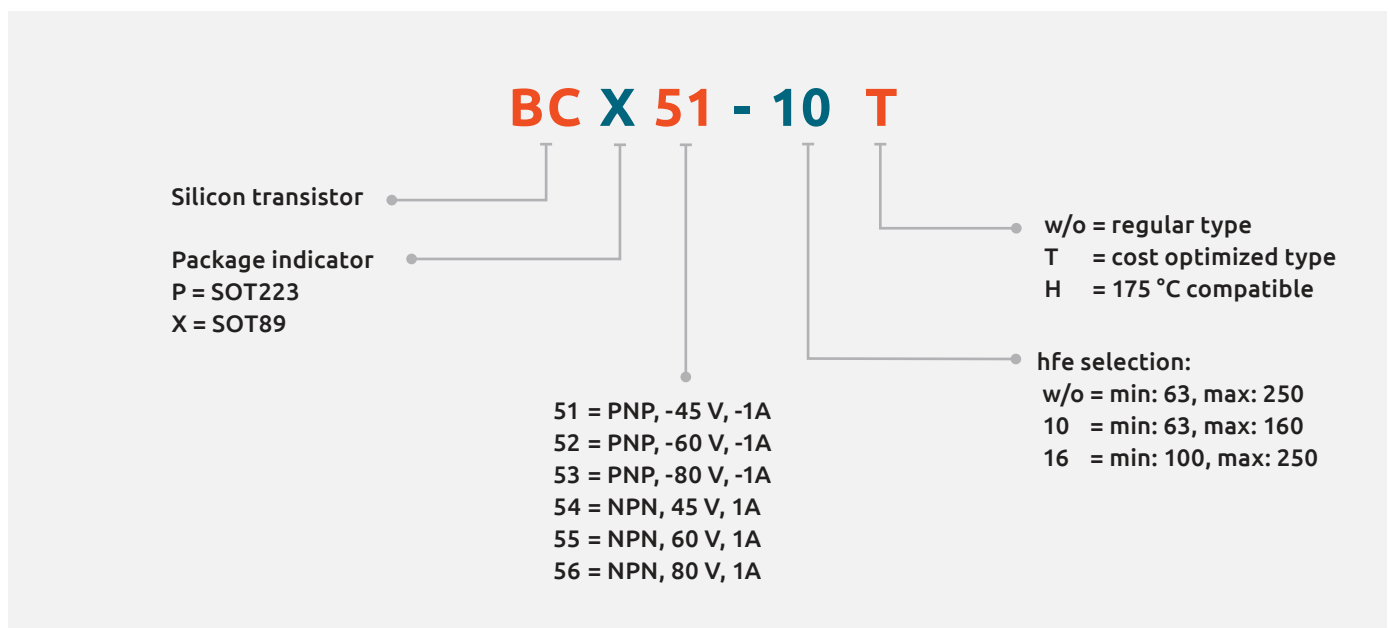 BC X 51 - 10 T
Silicon transistor
Package indicator
P = SOT223
X = SOT89
51 = PNP, -45 V, -1A
52 = PNP, -60 V, -1A
53 = PNP, -80 V, -1A
54 = NPN, 45 V, 1A
55 = NPN, 60 V, 1A
56 = NPN, 80 V, 1A
w/o = regular type
T = cost optimized type
H = 175 °C compatible
hfe selection:
w/o = min: 63, max: 250
10 = min: 63, max: 160
16 = min: 100, max: 250